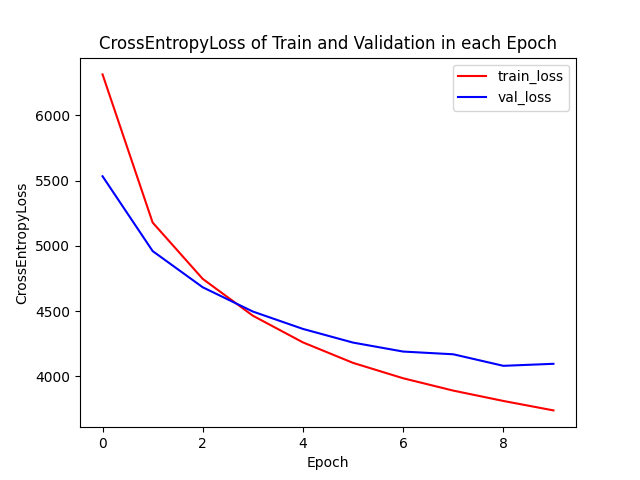 CrossEntropyLoss of Train and Validation in each Epoch
train_loss
val_loss
CrossEntropyLoss
6000
5500
5000
4500
4000
0 2 4 6 8
Epoch